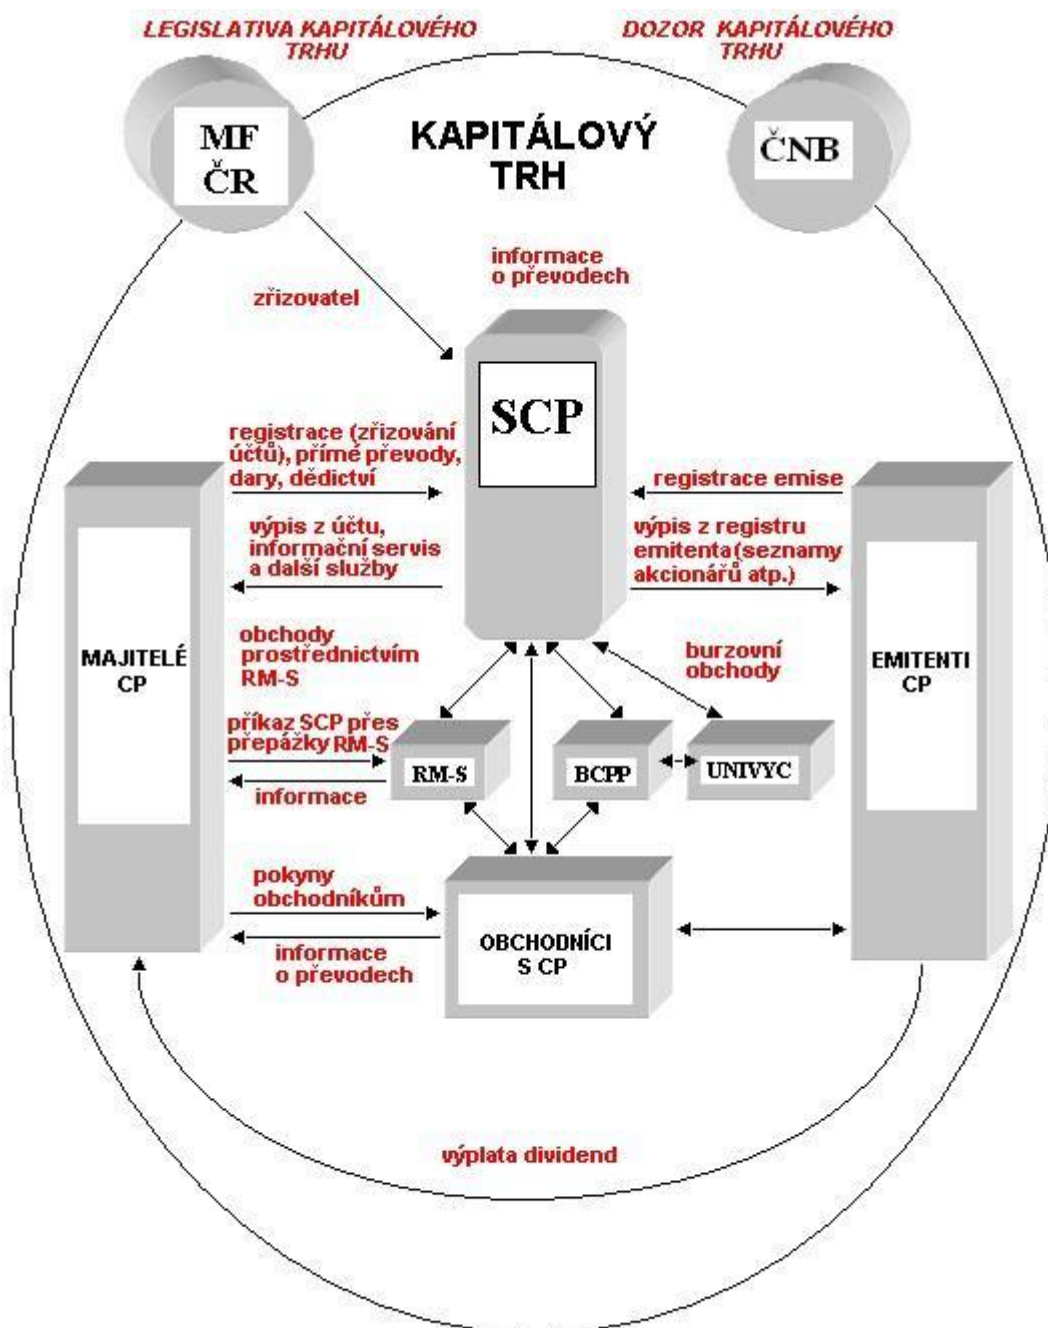 LEGISLATIVA KAPITÁLOVÉHO
TRHU
DOZOR KAPITÁLOVÉHO
TRHU
MF
ČR
KAPITÁLOVÝ
TRH
ČNB
informace
o převodech
zřizovatel
SCP
registrace (zřizování
účtů), přímé převody,
dary, dědictví
registrace emise
výpis z účtu,
informační servis
a další služby
výpis z registru
emitenta (seznamy
akcionářů atp.)
MAJITELÉ
CP
obchody
prostřednictvím
RM-S
burzovní
obchody
EMITENTI
CP
příkaz SCP přes
přepážky RM-S
RM-S
BCPP
UNIVYC
informace
pokyny
obchodníkům
OBCHODNÍCI
S CP
informace
o převodech
výplata dividend